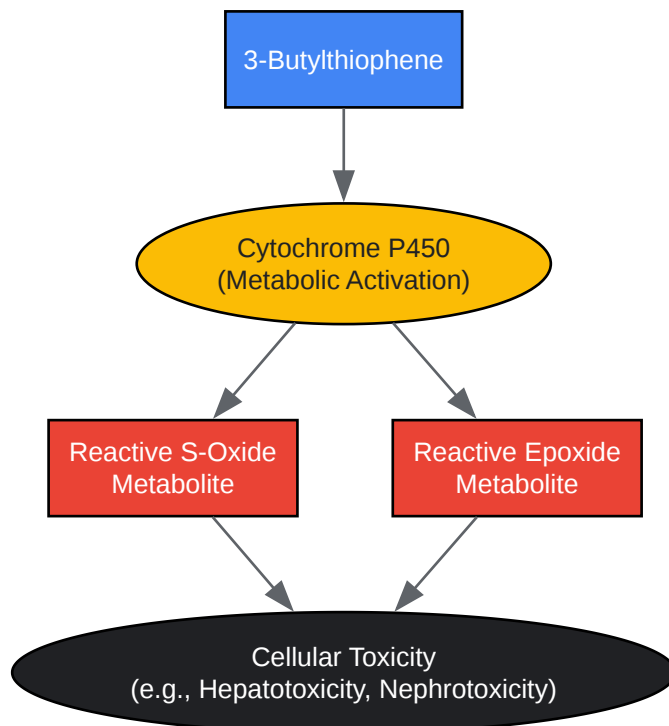 3-Butylthiophene
Cytochrome P450
(Metabolic Activation)
Reactive S-Oxide
Metabolite
Reactive Epoxide
Metabolite
Cellular Toxicity
(e.g., Hepatotoxicity, Nephrotoxicity)